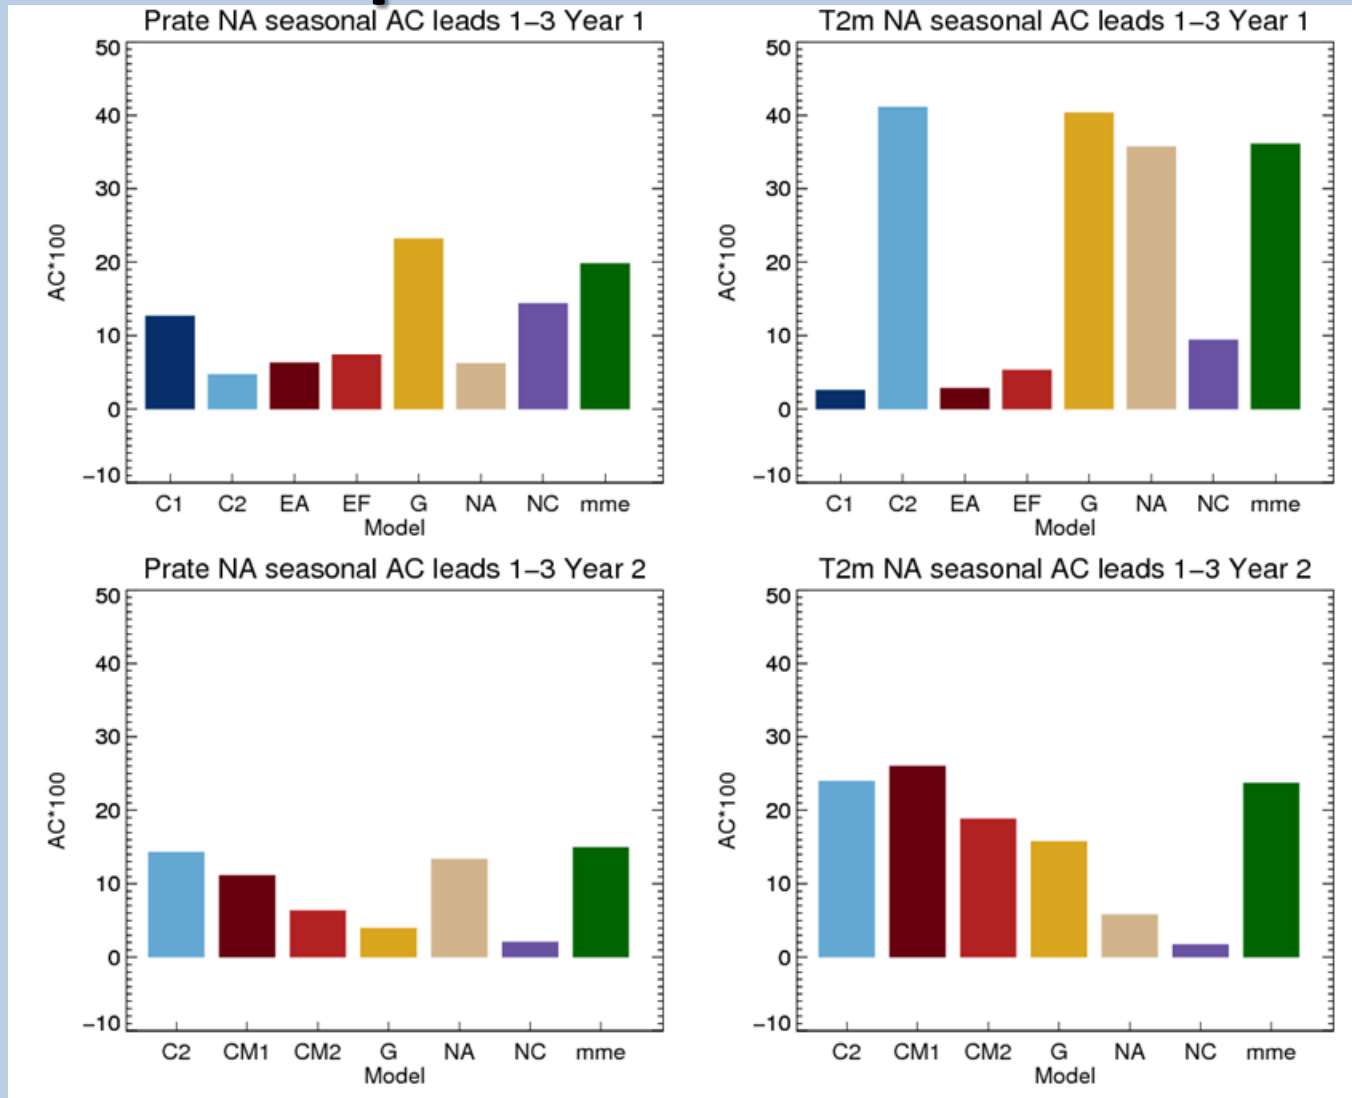 Prate NA seasonal AC leads 1–3 Year 1
50
40
30
20
10
0
−10
AC*100
C1 C2 EA EF G NA NC mme
Model
T2m NA seasonal AC leads 1–3 Year 1
50
40
30
20
10
0
−10
AC*100
C1 C2 EA EF G NA NC mme
Model
Prate NA seasonal AC leads 1–3 Year 2
50
40
30
20
10
0
−10
AC*100
C2 CM1 CM2 G NA NC mme
Model
T2m NA seasonal AC leads 1–3 Year 2
50
40
30
20
10
0
−10
AC*100
C2 CM1 CM2 G NA NC mme
Model